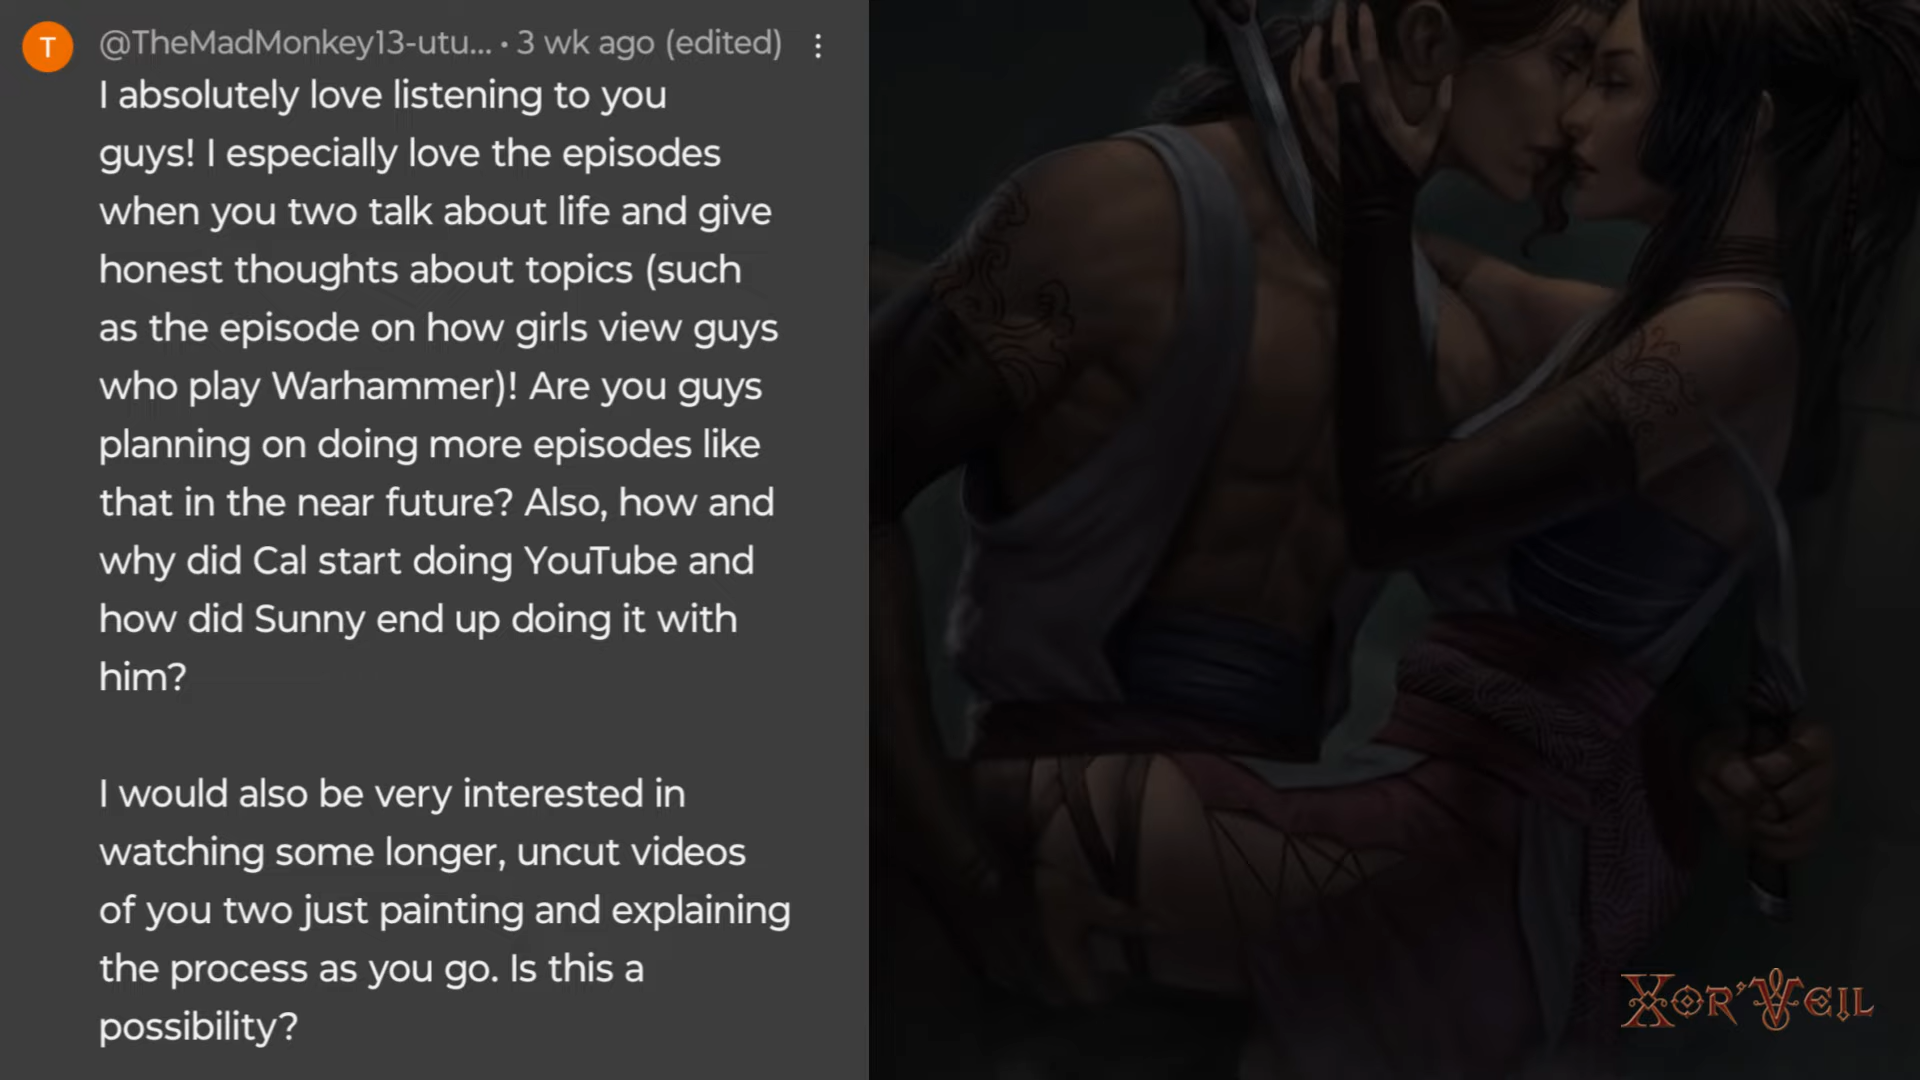 T
@TheMadMonkey13-utu... • 3 wk ago (edited)
I absolutely love listening to you
guys! I especially love the episodes
when you two talk about life and give
honest thoughts about topics (such
as the episode on how girls view guys
who play Warhammer)! Are you guys
planning on doing more episodes like
that in the near future? Also, how and
why did Cal start doing YouTube and
how did Sunny end up doing it with
him?
I would also be very interested in
watching some longer, uncut videos
of you two just painting and explaining
the process as you go. Is this a
possibility?
XOR'VEIL